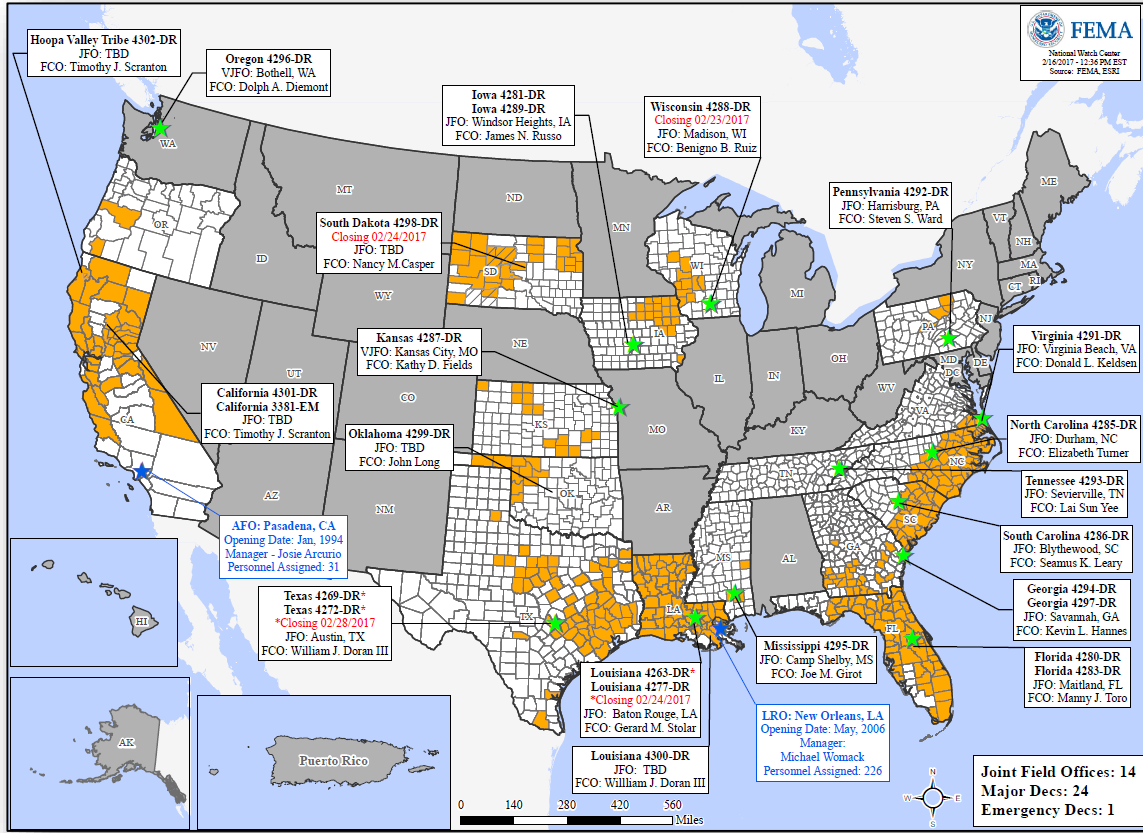 FEMA
National Watch Center
2/16/2017 - 12:36 PM EST
Source: FEMA, ESRI
Hoopa Valley Tribe 4302-DR
JFO: TBD
FCO: Timothy J. Scranton
Oregon 4296-DR
VJFO: Bothell, WA
FCO: Dolph A. Diemont
Iowa 4281-DR
Iowa 4289-DR
JFO: Windsor Heights, IA
FCO: James N. Russo
Wisconsin 4288-DR
Closing 02/23/2017
JFO: Madison, WI
FCO: Benigno B. Ruiz
Pennsylvania 4292-DR
JFO: Harrisburg, PA
FCO: Steven S. Ward
South Dakota 4298-DR
Closing 02/24/2017
JFO: TBD
FCO: Nancy M.Casper
Kansas 4287-DR
VJFO: Kansas City, MO
FCO: Kathy D. Fields
Virginia 4291-DR
JFO: Virginia Beach, VA
FCO: Donald L. Keldsen
California 4301-DR
California 3381-EM
JFO: TBD
FCO: Timothy J. Scranton
Oklahoma 4299-DR
JFO: TBD
FCO: John Long
North Carolina 4285-DR
JFO: Durham, NC
FCO: Elizabeth Turner
Tennessee 4293-DR
JFO: Sevierville, TN
FCO: Lai Sun Yee
AFO: Pasadena, CA
Opening Date: Jan, 1994
Manager - Josie Arcurio
Personnel Assigned: 31
South Carolina 4286-DR
JFO: Blythewood, SC
FCO: Seamus K. Leary
Texas 4269-DR*
Texas 4272-DR*
*Closing 02/28/2017
JFO: Austin, TX
FCO: William J. Doran III
Georgia 4294-DR
Georgia 4297-DR
JFO: Savannah, GA
FCO: Kevin L. Hannes
Mississippi 4295-DR
JFO: Camp Shelby, MS
FCO: Joe M. Girot
Florida 4280-DR
Florida 4283-DR
JFO: Maitland, FL
FCO: Manny J. Toro
Louisiana 4263-DR*
Louisiana 4277-DR
*Closing 02/24/2017
JFO: Baton Rouge, LA
FCO: Gerard M. Stolar
LRO: New Orleans, LA
Opening Date: May, 2006
Manager:
Michael Womack
Personnel Assigned: 226
Louisiana 4300-DR
JFO: TBD
FCO: Willliam J. Doran III
WA
MT
ND
MN
ME
VT
NH
OR
ID
SD
WI
NY
MA
CT
RI
WY
MI
IA
PA
NJ
NV
NE
OH
MD
DE
DC
UT
IL
IN
WV
CO
CA
KS
MO
KY
VA
AZ
NM
OK
TN
NC
AR
SC
MS
AL
GA
TX
LA
FL
HI
AK
Puerto Rico
0
140
280
420
560
Miles
N
W
E
S
Joint Field Offices: 14
Major Decs: 24
Emergency Decs: 1